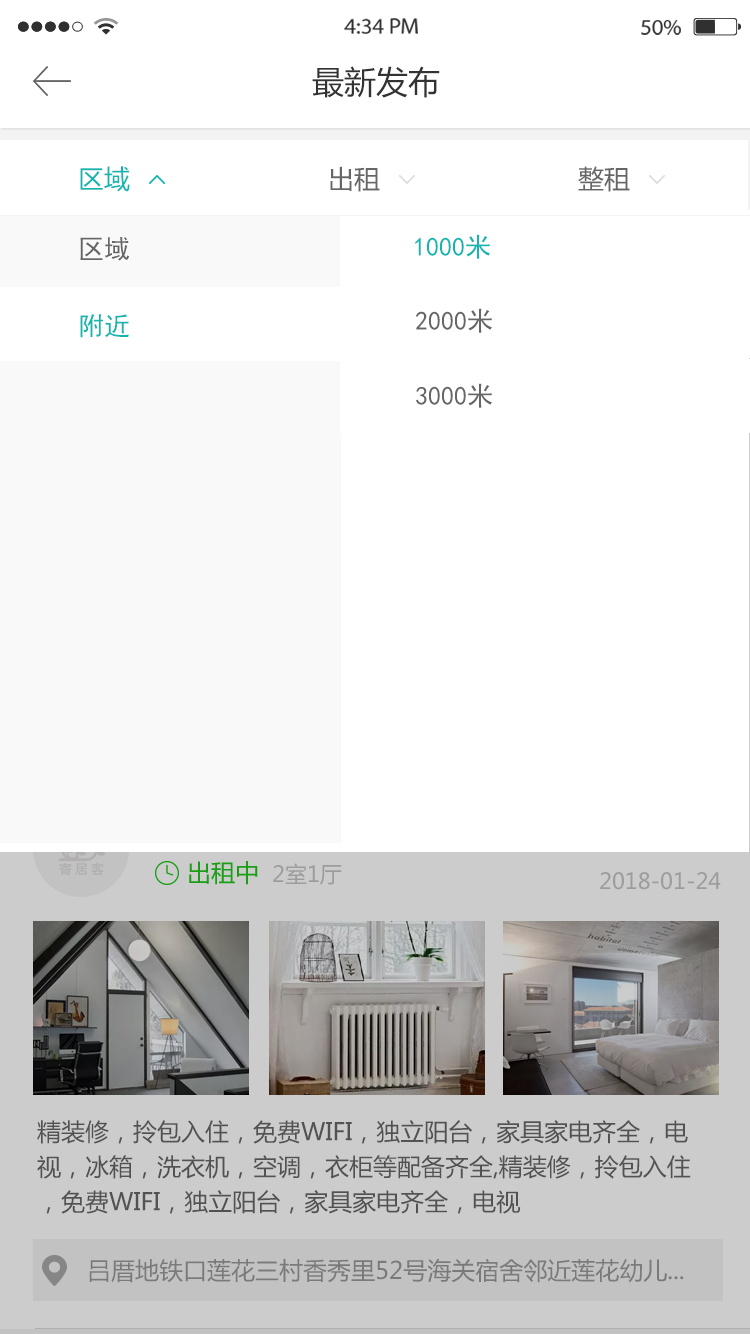 4:34 PM
50%
最新发布
区域
出租
整租
区域
1000米
附近
2000米
3000米
寄居客
出租中
2室1厅
2018-01-24
habitat
精装修，拎包入住，免费WIFI，独立阳台，家具家电齐全，电
视，冰箱，洗衣机，空调，衣柜等配备齐全,精装修，拎包入住
，免费WIFI，独立阳台，家具家电齐全，电视
吕厝地铁口莲花三村香秀里52号海关宿舍邻近莲花幼儿...